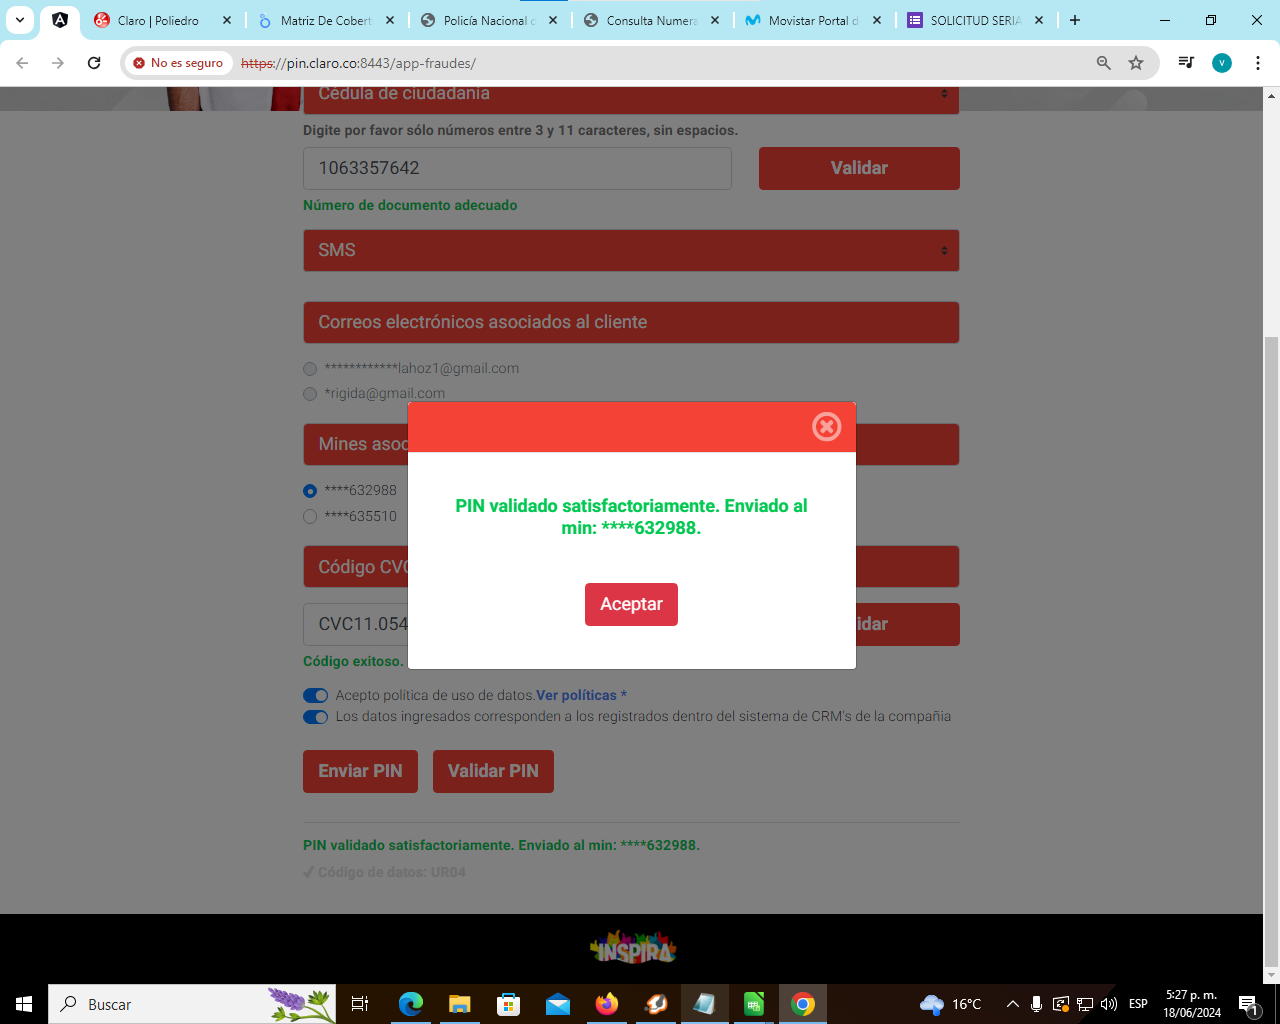 Claro | Poliedro
Matriz De Cobert
Policía Nacional d
Consulta Numera
Movistar Portal d
SOLICITUD SERIA
No es seguro
https://pin.claro.co:8443/app-fraudes/
v
Cédula de ciudadanía
Digite por favor sólo números entre 3 y 11 caracteres, sin espacios.
1063357642
Validar
Número de documento adecuado
SMS
Correos electrónicos asociados al cliente
************lahoz1@gmail.com
*rigida@gmail.com
Mines asoc
****632988
****635510
PIN validado satisfactoriamente. Enviado al
min: ****632988.
Aceptar
Código CVC
CVC11.054
idar
Código exitoso.
Acepto política de uso de datos.Ver políticas *
Los datos ingresados corresponden a los registrados dentro del sistema de CRM's de la compañia
Enviar PIN
Validar PIN
PIN validado satisfactoriamente. Enviado al min: ****632988.
✔ Código de datos: UR04
INSPIRA
Buscar
16°C
ESP
5:27 p. m.
18/06/2024
1